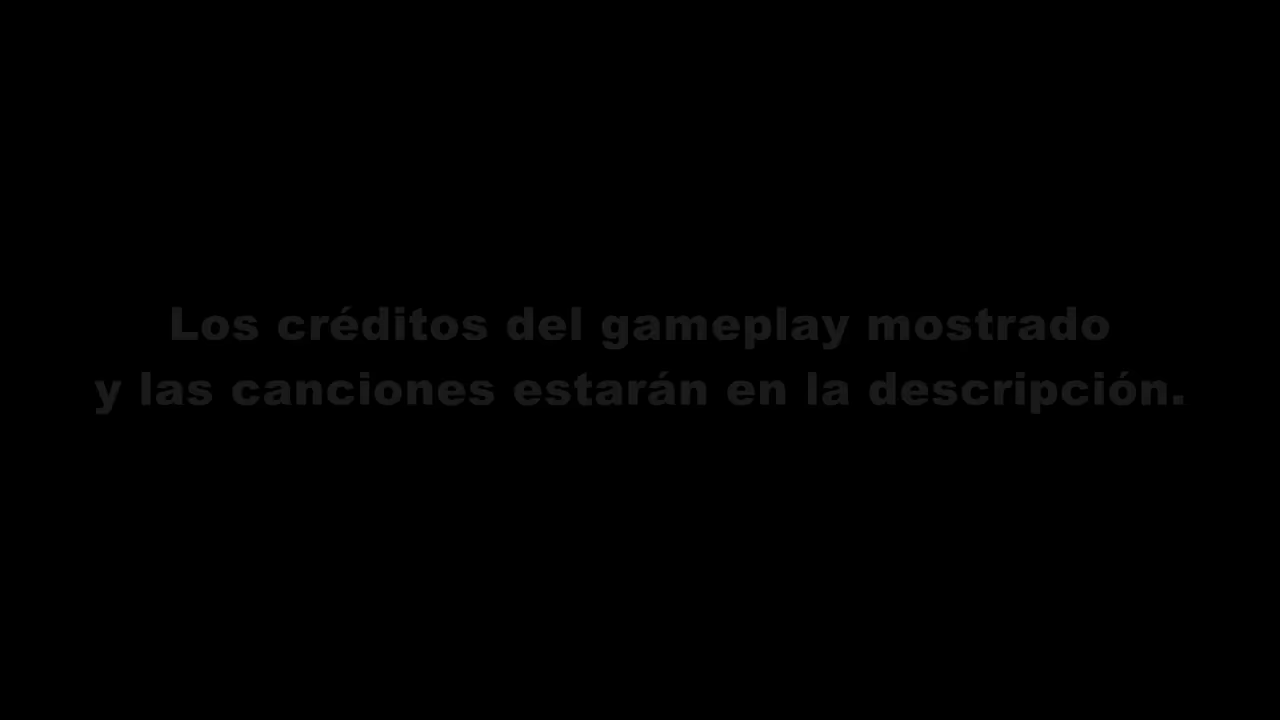 Los créditos del gameplay mostrado
y las canciones estarán en la descripción.